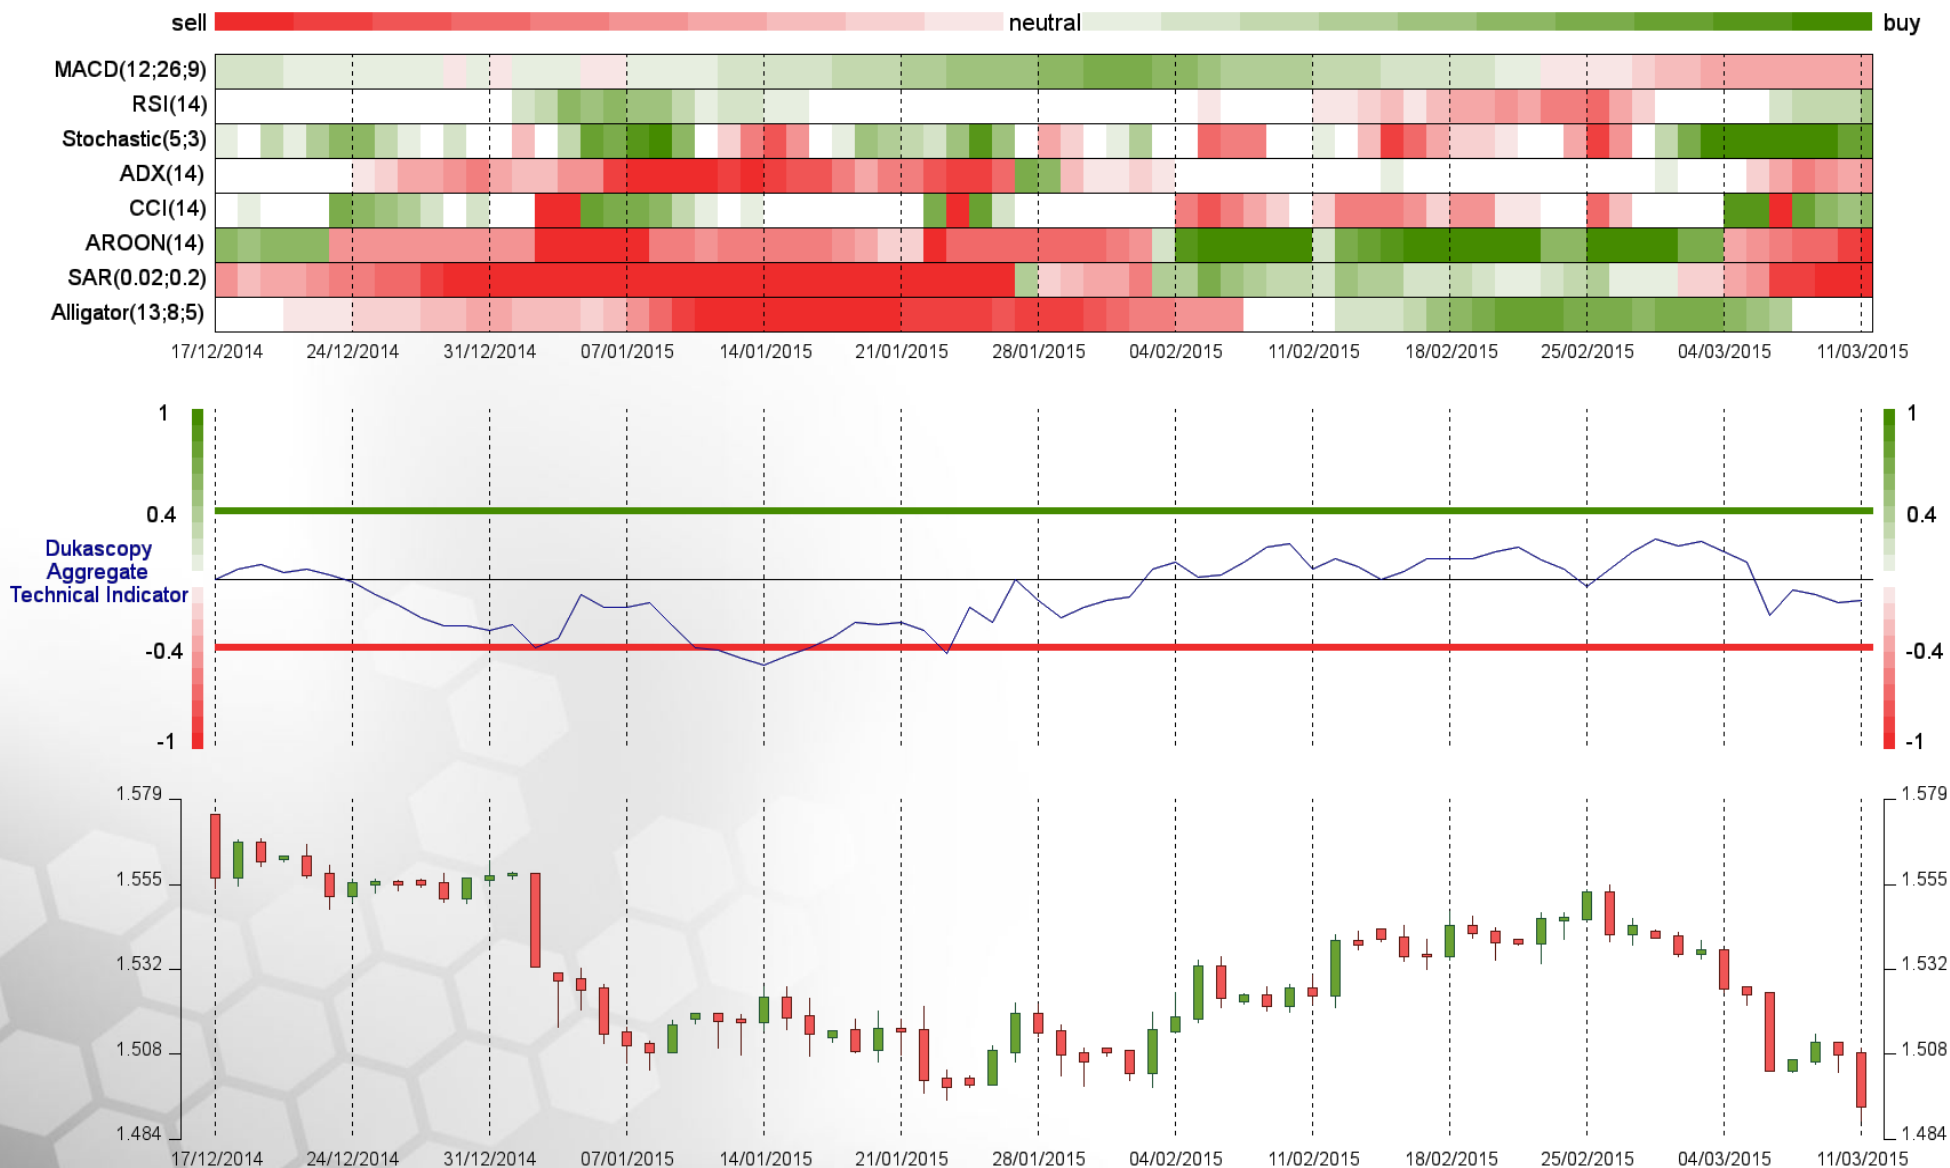 sell neutral buy
MACD(12;26;9)
RSI(14)
Stochastic(5;3)
ADX(14)
CCI(14)
AROON(14)
SAR(0.02;0.2)
Alligator(13;8;5)
17/12/2014 24/12/2014 31/12/2014 07/01/2015 14/01/2015 21/01/2015 28/01/2015 04/02/2015 11/02/2015 18/02/2015 25/02/2015 04/03/2015 11/03/2015
1 1
0.4 0.4
Dukascopy
Aggregate
Technical Indicator
-0.4 -0.4
-1 -1
1.579 1.579
1.555 1.555
1.532 1.532
1.508 1.508
1.484 1.484
17/12/2014 24/12/2014 31/12/2014 07/01/2015 14/01/2015 21/01/2015 28/01/2015 04/02/2015 11/02/2015 18/02/2015 25/02/2015 04/03/2015 11/03/2015